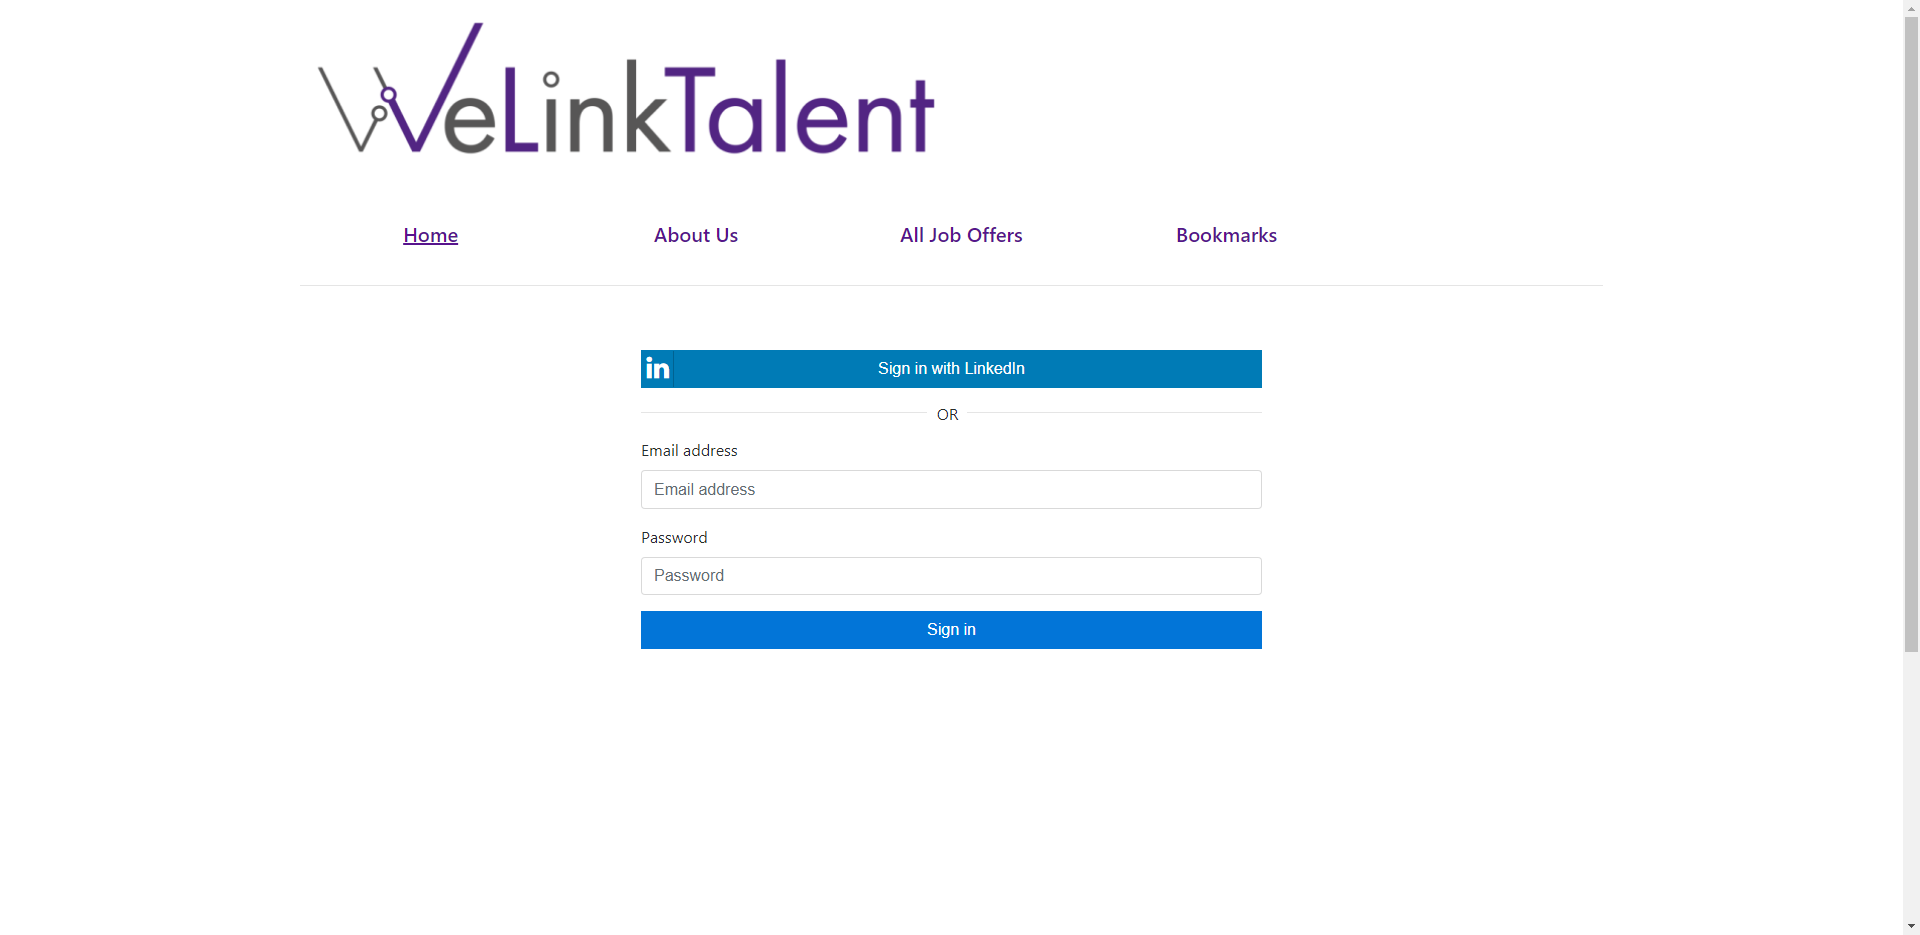 WeLinkTalent
Home About Us All Job Offers Bookmarks
in Sign in with LinkedIn
OR
Email address
Email address
Password
Password
Sign in